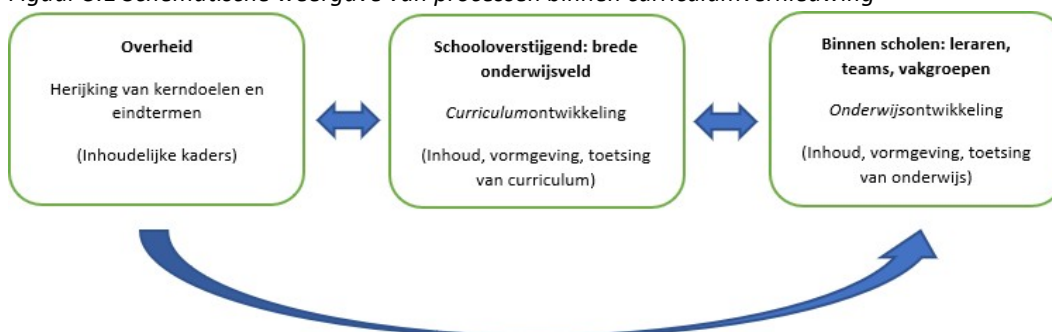 Overheid
Herijking van kerndoelen en
eindtermen
(Inhoudelijke kaders)
Schooloverstijgend: brede
onderwijsveld
Curriculumontwikkeling
(Inhoud, vormgeving, toetsing
van curriculum)
Binnen scholen: leraren,
teams, vakgroepen
Onderwijsontwikkeling
(Inhoud, vormgeving, toetsing
van onderwijs)